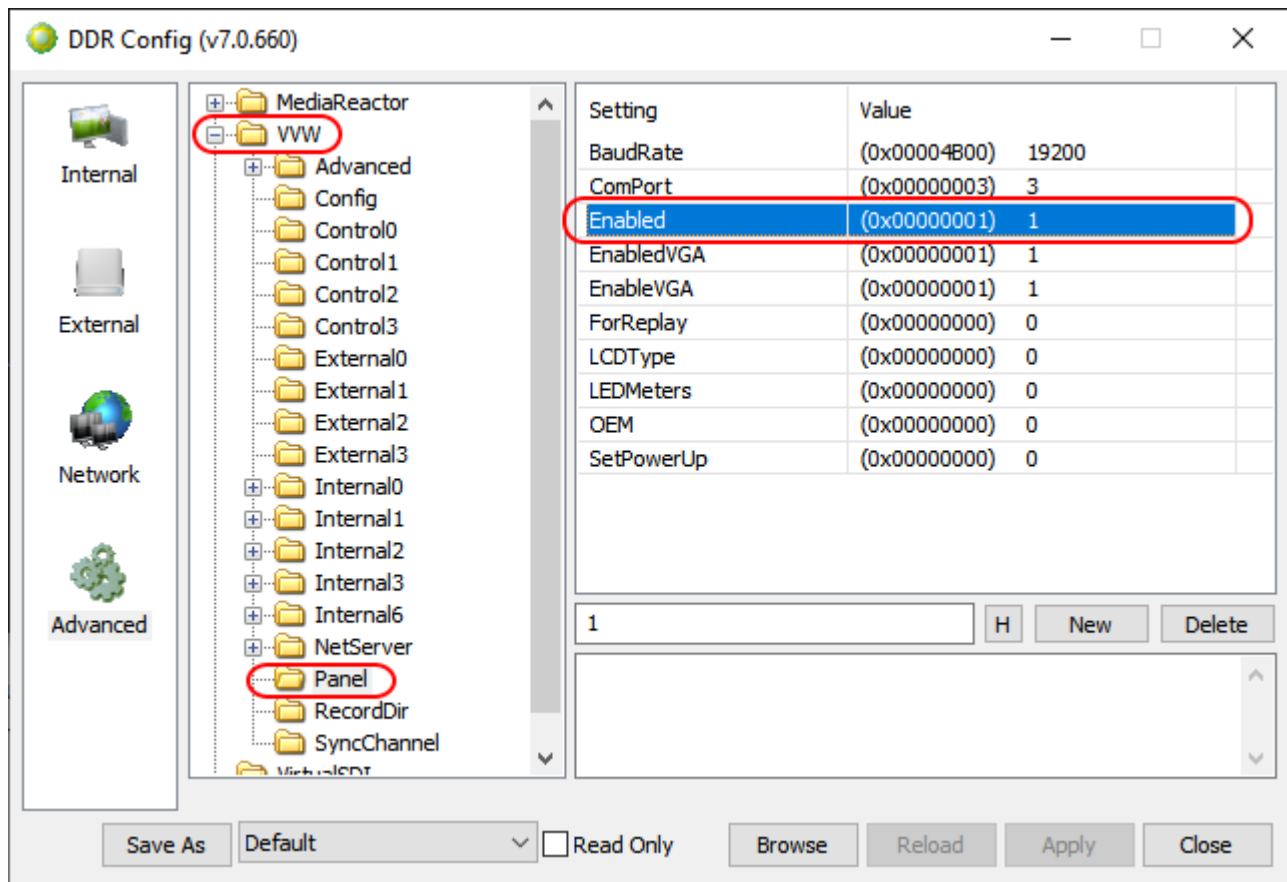 DDR Config (v7.0.660)
Internal
External
Network
Advanced
MediaReactor
VVW
Advanced
Config
Control0
Control1
Control2
Control3
External0
External1
External2
External3
Internal0
Internal1
Internal2
Internal3
Internal6
NetServer
Panel
RecordDir
SyncChannel
VirtualSDI
Setting Value
BaudRate (0x00004B00) 19200
ComPort (0x00000003) 3
Enabled (0x00000001) 1
EnabledVGA (0x00000001) 1
EnableVGA (0x00000001) 1
ForReplay (0x00000000) 0
LCDType (0x00000000) 0
LEDMeters (0x00000000) 0
OEM (0x00000000) 0
SetPowerUp (0x00000000) 0
1 H New Delete
Save As Default Read Only Browse Reload Apply Close